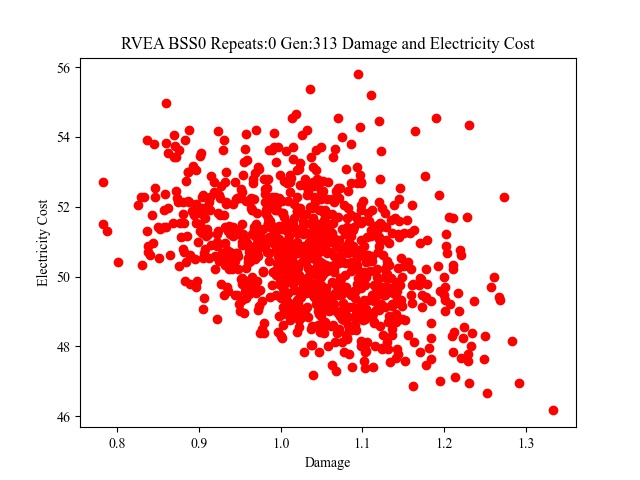 RVEA BSS0 Repeats:0 Gen:313 Damage and Electricity Cost
56
54
52
50
48
46
Electricity Cost
0.8 0.9 1.0 1.1 1.2 1.3
Damage